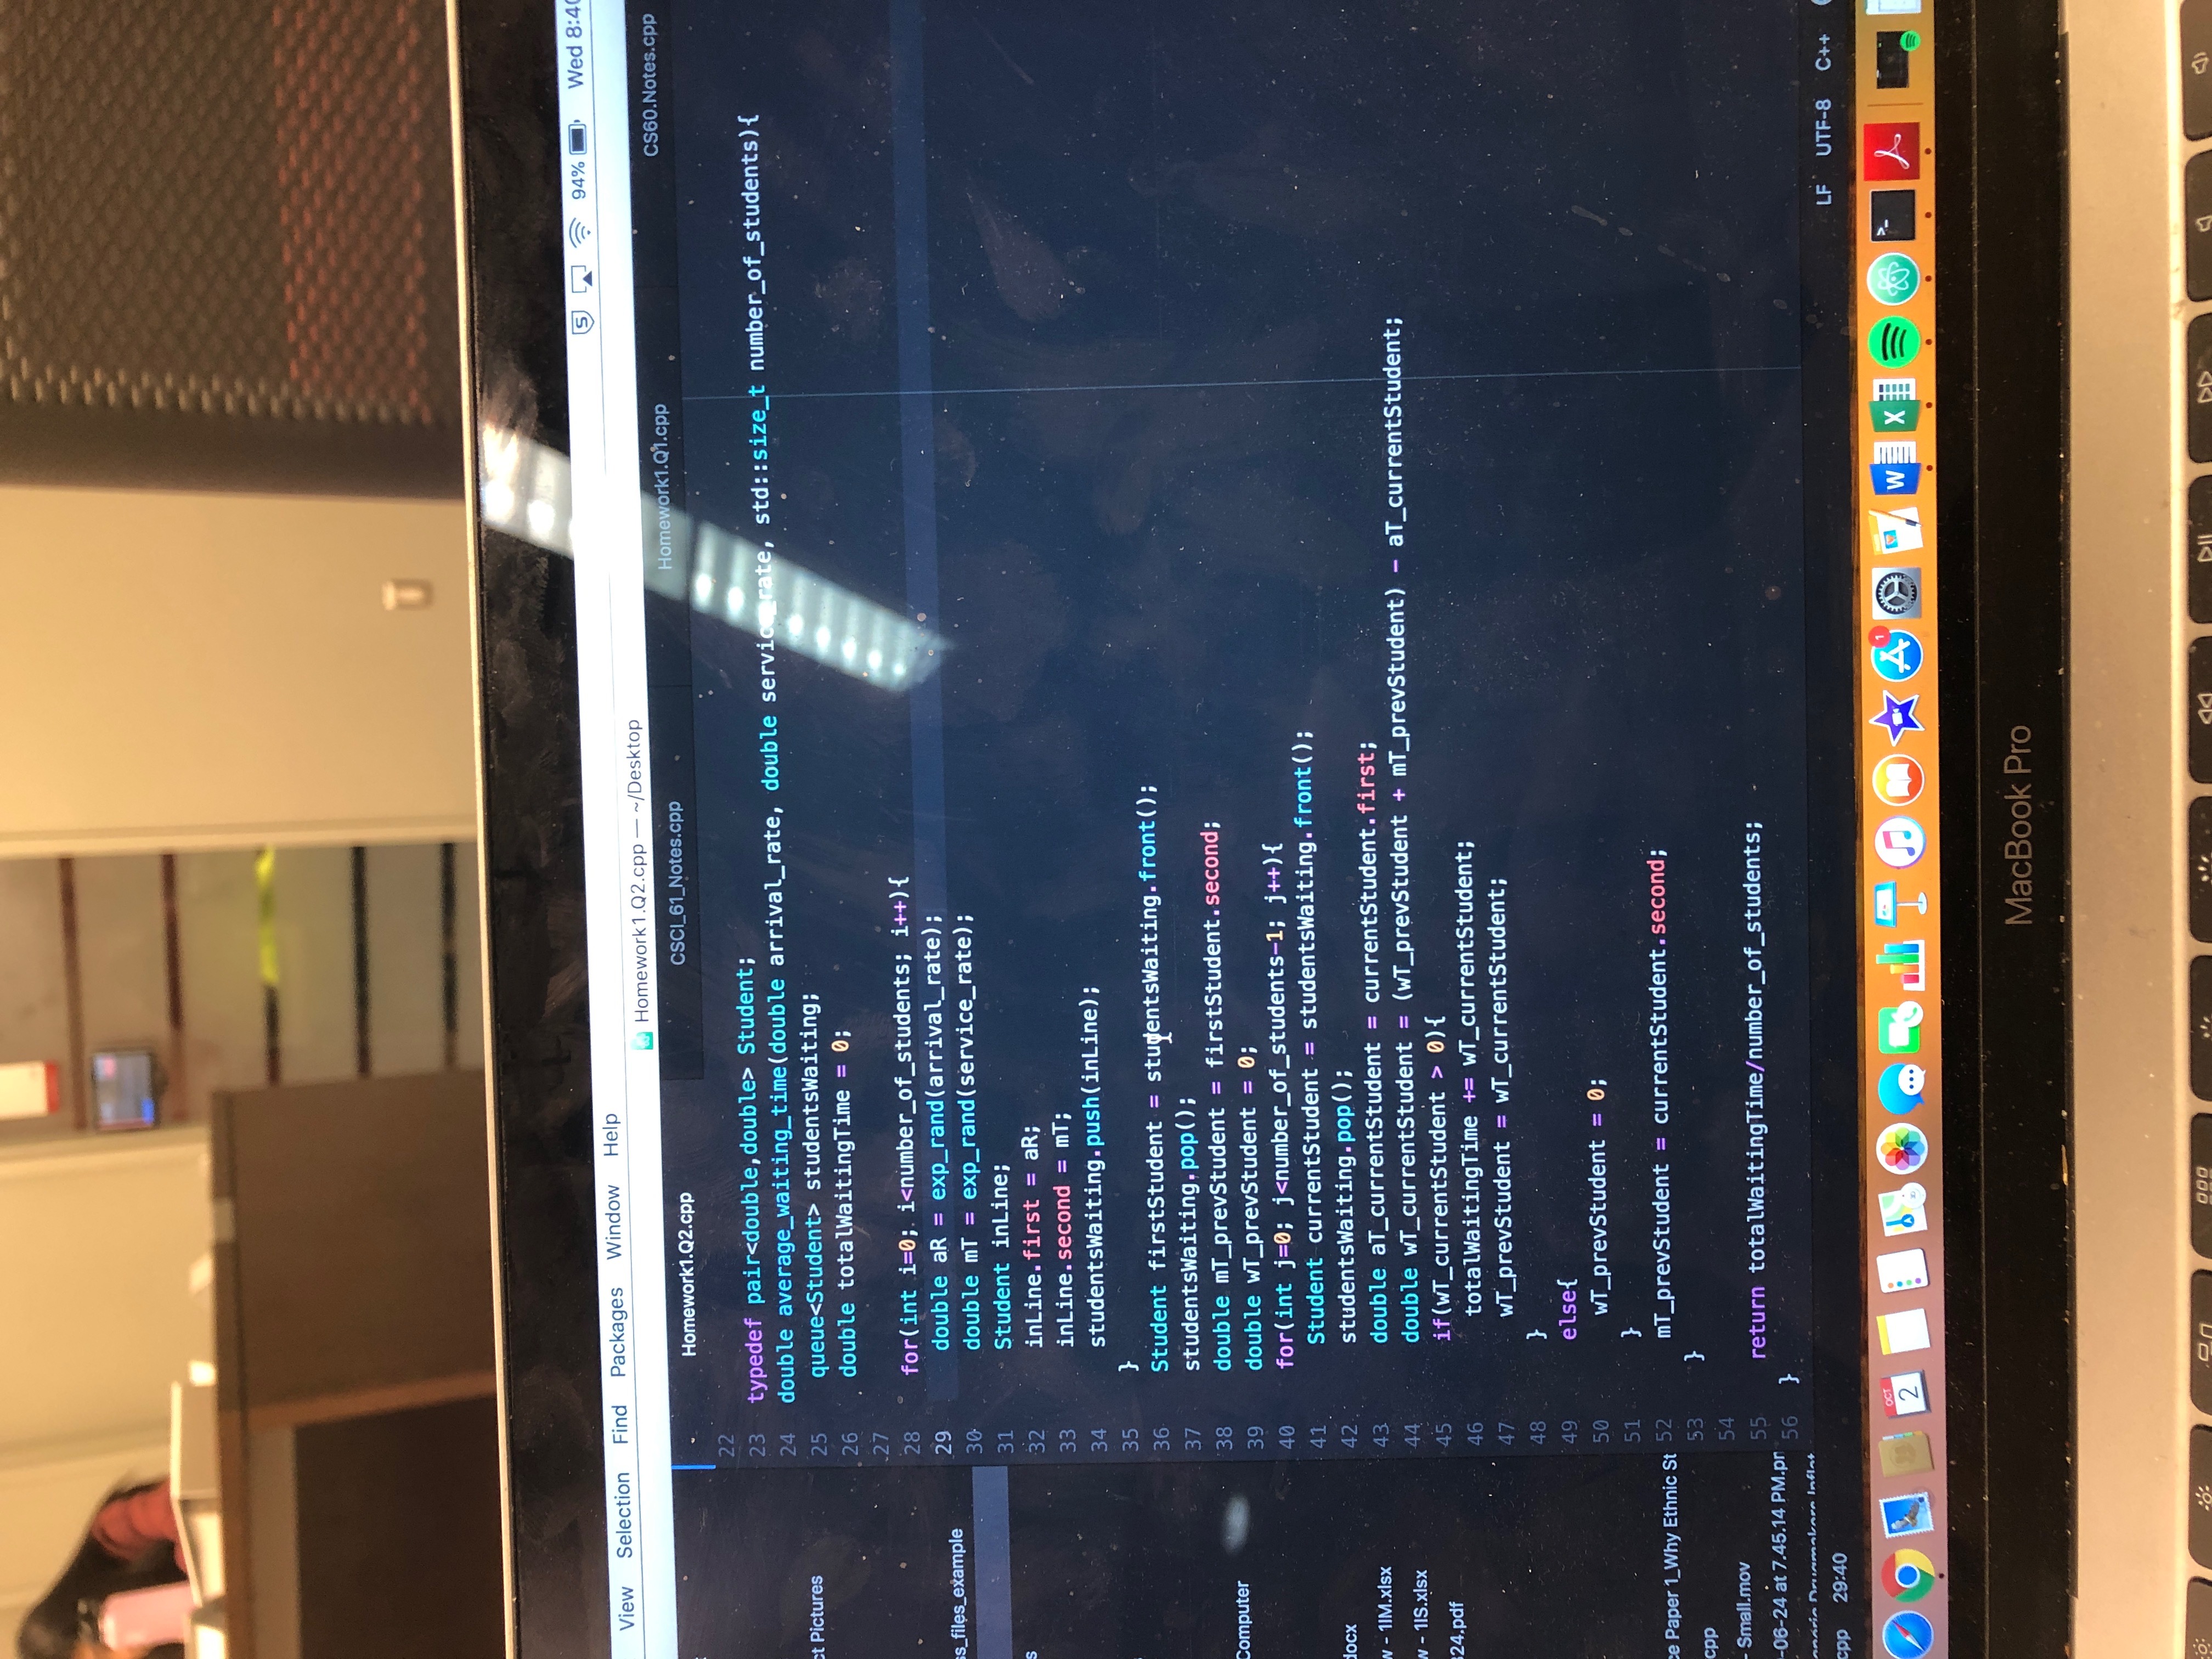 View Selection Find Packages Window Help 94% Wed 8:40
Homework1.Q2.cpp — ~/Desktop
Homework1.Q2.cpp CSCI_61_Notes.cpp Homework1.Q1.cpp CS60.Notes.cpp
22
23 typedef pair<double,double> Student;
24 double average_waiting_time(double arrival_rate, double service_rate, std::size_t number_of_students){
25 queue<Student> studentsWaiting;
26 double totalWaitingTime = 0;
27
28 for(int i=0; i<number_of_students; i++){
29 double aR = exp_rand(arrival_rate);
30 double mT = exp_rand(service_rate);
31 Student inLine;
32 inLine.first = aR;
33 inLine.second = mT;
34 studentsWaiting.push(inLine);
35 }
36 Student firstStudent = studentsWaiting.front();
37 studentsWaiting.pop();
38 double mT_prevStudent = firstStudent.second;
39 double wT_prevStudent = 0;
40 for(int j=0; j<number_of_students-1; j++){
41 Student currentStudent = studentsWaiting.front();
42 studentsWaiting.pop();
43 double aT_currentStudent = currentStudent.first;
44 double wT_currentStudent = (wT_prevStudent + mT_prevStudent) - aT_currentStudent;
45 if(wT_currentStudent > 0){
46 totalWaitingTime += wT_currentStudent;
47 wT_prevStudent = wT_currentStudent;
48 }
49 else{
50 wT_prevStudent = 0;
51 }
52 mT_prevStudent = currentStudent.second;
53 }
54
55 return totalWaitingTime/number_of_students;
56 }
ct Pictures
ss_files_example
s
Computer
docx
w - 1IM.xlsx
w - 1IS.xlsx
324.pdf
ce Paper 1_Why Ethnic St
cpp
- Small.mov
-06-24 at 7.45.14 PM.pn
cpp 29:40 LF UTF-8 C++
OCT
2
1
MacBook Pro